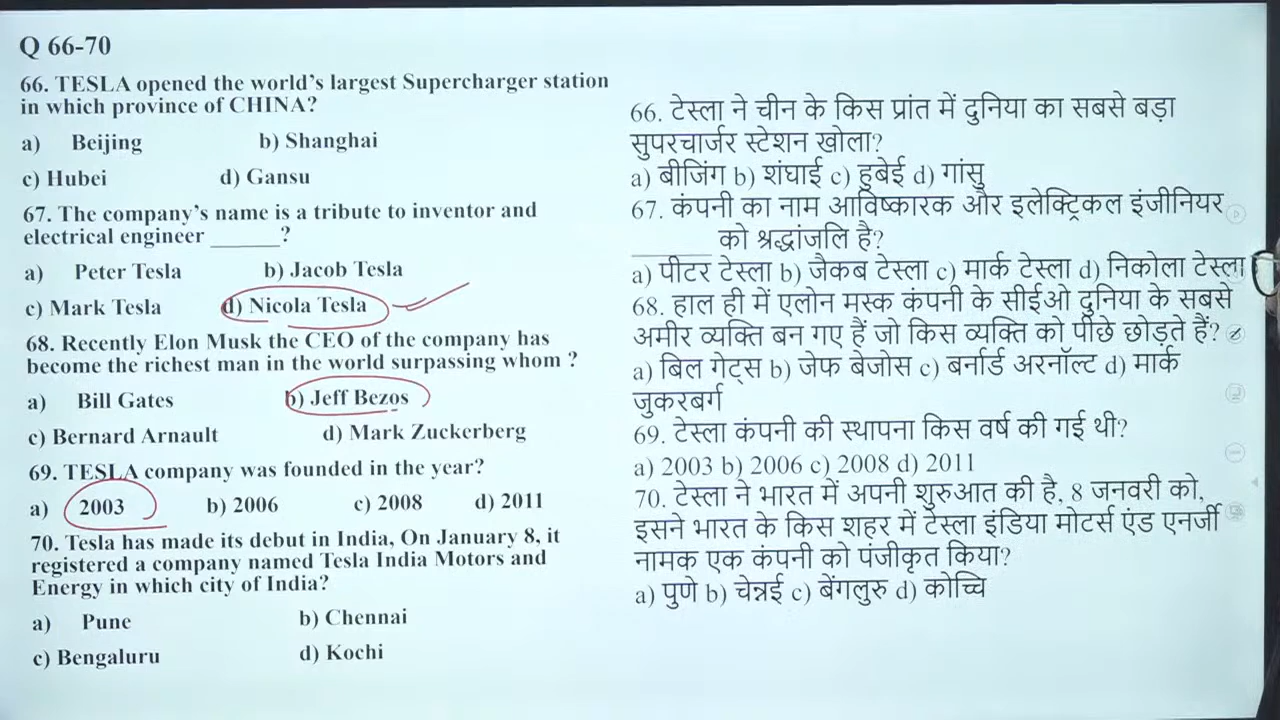 Q 66-70
66. TESLA opened the world's largest Supercharger station
in which province of CHINA?
a) Beijing b) Shanghai
c) Hubei d) Gansu
67. The company's name is a tribute to inventor and
electrical engineer ______?
a) Peter Tesla b) Jacob Tesla
c) Mark Tesla d) Nicola Tesla
68. Recently Elon Musk the CEO of the company has
become the richest man in the world surpassing whom ?
a) Bill Gates b) Jeff Bezos
c) Bernard Arnault d) Mark Zuckerberg
69. TESLA company was founded in the year?
a) 2003 b) 2006 c) 2008 d) 2011
70. Tesla has made its debut in India, On January 8, it
registered a company named Tesla India Motors and
Energy in which city of India?
a) Pune b) Chennai
c) Bengaluru d) Kochi
66. टेस्ला ने चीन के किस प्रांत में दुनिया का सबसे बड़ा
सुपरचार्जर स्टेशन खोला?
a) बीजिंग b) शंघाई c) हुबेई d) गांसु
67. कंपनी का नाम आविष्कारक और इलेक्ट्रिकल इंजीनियर
______ को श्रद्धांजलि है?
a) पीटर टेस्ला b) जैकब टेस्ला c) मार्क टेस्ला d) निकोला टेस्ला
68. हाल ही में एलोन मस्क कंपनी के सीईओ दुनिया के सबसे
अमीर व्यक्ति बन गए हैं जो किस व्यक्ति को पीछे छोड़ते हैं?
a) बिल गेट्स b) जेफ बेजोस c) बर्नार्ड अरनॉल्ट d) मार्क
जुकरबर्ग
69. टेस्ला कंपनी की स्थापना किस वर्ष की गई थी?
a) 2003 b) 2006 c) 2008 d) 2011
70. टेस्ला ने भारत में अपनी शुरुआत की है, 8 जनवरी को,
इसने भारत के किस शहर में टेस्ला इंडिया मोटर्स एंड एनर्जी
नामक एक कंपनी को पंजीकृत किया?
a) पुणे b) चेन्नई c) बेंगलुरु d) कोच्चि